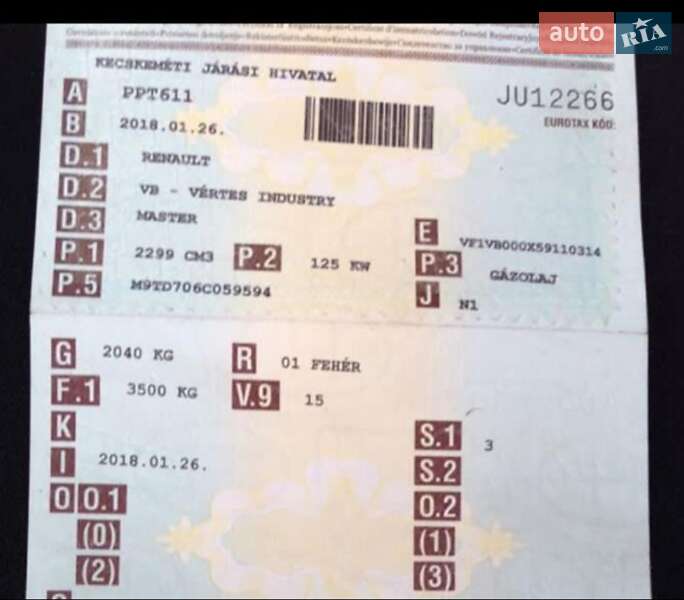 auto RIA .com
KECSKEMÉTI JÁRÁSI HIVATAL
A PPT611 JU12266
B 2018.01.26. EUROTAX KÓD:
D.1 RENAULT
D.2 VB - VÉRTES INDUSTRY
D.3 MASTER E VF1VB000X59110314
P.1 2299 CM3 P.2 125 KW P.3 GÁZOLAJ
P.5 M9TD706C059594 J N1
G 2040 KG R 01 FEHÉR
F.1 3500 KG V.9 15
K S.1 3
I 2018.01.26. S.2
O O.1 O.2
(0) (1)
(2) (3)